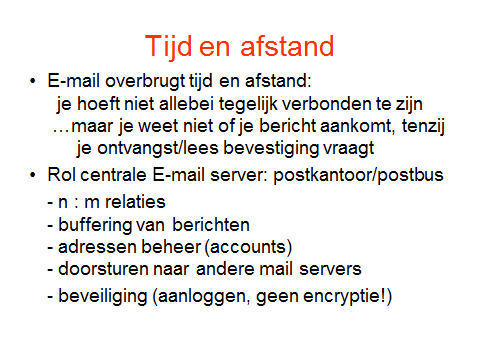 Tijd en afstand
• E-mail overbrugt tijd en afstand:
je hoeft niet allebei tegelijk verbonden te zijn
…maar je weet niet of je bericht aankomt, tenzij
je ontvangst/lees bevestiging vraagt
• Rol centrale E-mail server: postkantoor/postbus
- n : m relaties
- buffering van berichten
- adressen beheer (accounts)
- doorsturen naar andere mail servers
- beveiliging (aanloggen, geen encryptie!)